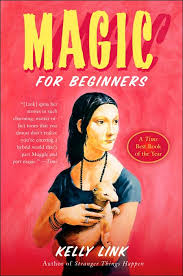 MAGIC
FOR BEGINNERS
"[Link] spins her
stories in such
charming, matter-of-
fact tones that you
almost don't realize
you're entering a
hybrid world that's
part Muggle and
part magic." —Time
A Time
Best Book of
the Year
KELLY LINK
Author of Stranger Things Happen